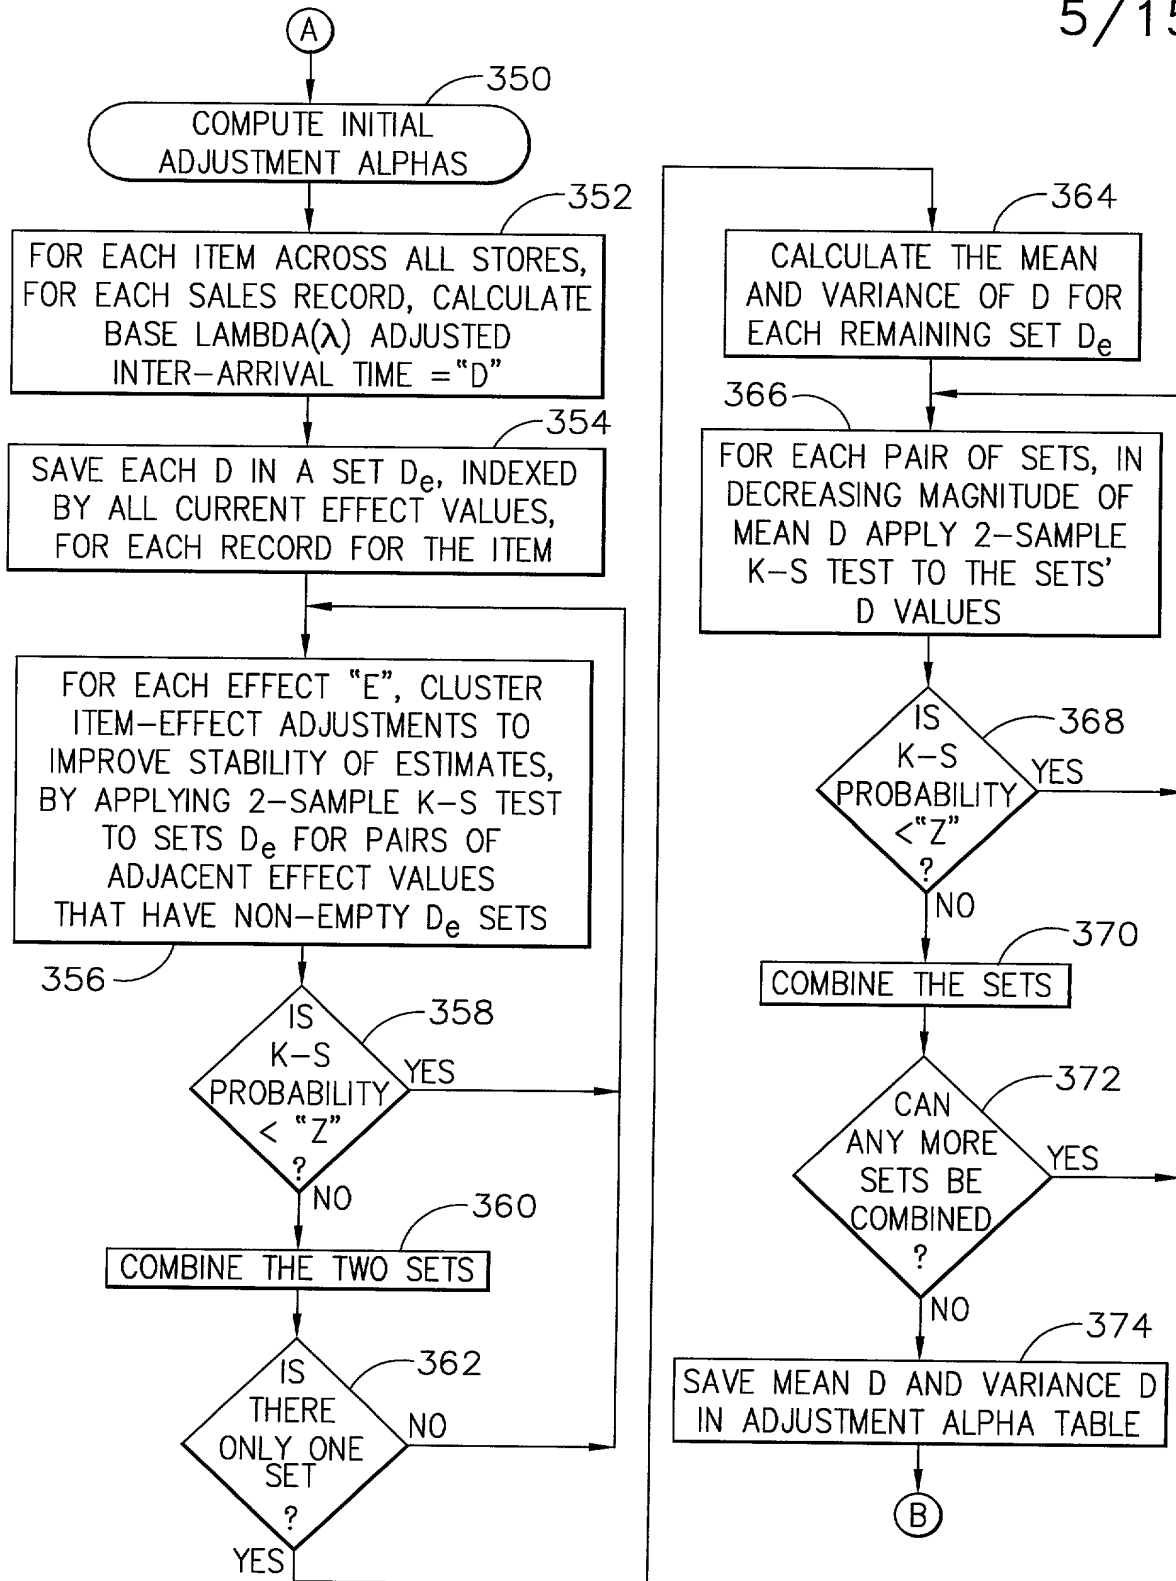 5/15
A
350
COMPUTE INITIAL
ADJUSTMENT ALPHAS
352
FOR EACH ITEM ACROSS ALL STORES,
FOR EACH SALES RECORD, CALCULATE
BASE LAMBDA(λ) ADJUSTED
INTER-ARRIVAL TIME ="D"
354
SAVE EACH D IN A SET De, INDEXED
BY ALL CURRENT EFFECT VALUES,
FOR EACH RECORD FOR THE ITEM
FOR EACH EFFECT "E", CLUSTER
ITEM-EFFECT ADJUSTMENTS TO
IMPROVE STABILITY OF ESTIMATES,
BY APPLYING 2-SAMPLE K-S TEST
TO SETS De FOR PAIRS OF
ADJACENT EFFECT VALUES
THAT HAVE NON-EMPTY De SETS
356
358
IS
K-S
PROBABILITY
< "Z"
?
YES
NO
360
COMBINE THE TWO SETS
362
IS
THERE
ONLY ONE
SET
?
NO
YES
364
CALCULATE THE MEAN
AND VARIANCE OF D FOR
EACH REMAINING SET De
366
FOR EACH PAIR OF SETS, IN
DECREASING MAGNITUDE OF
MEAN D APPLY 2-SAMPLE
K-S TEST TO THE SETS'
D VALUES
368
IS
K-S
PROBABILITY
<"Z"
?
YES
NO
370
COMBINE THE SETS
372
CAN
ANY MORE
SETS BE
COMBINED
?
YES
NO
374
SAVE MEAN D AND VARIANCE D
IN ADJUSTMENT ALPHA TABLE
B